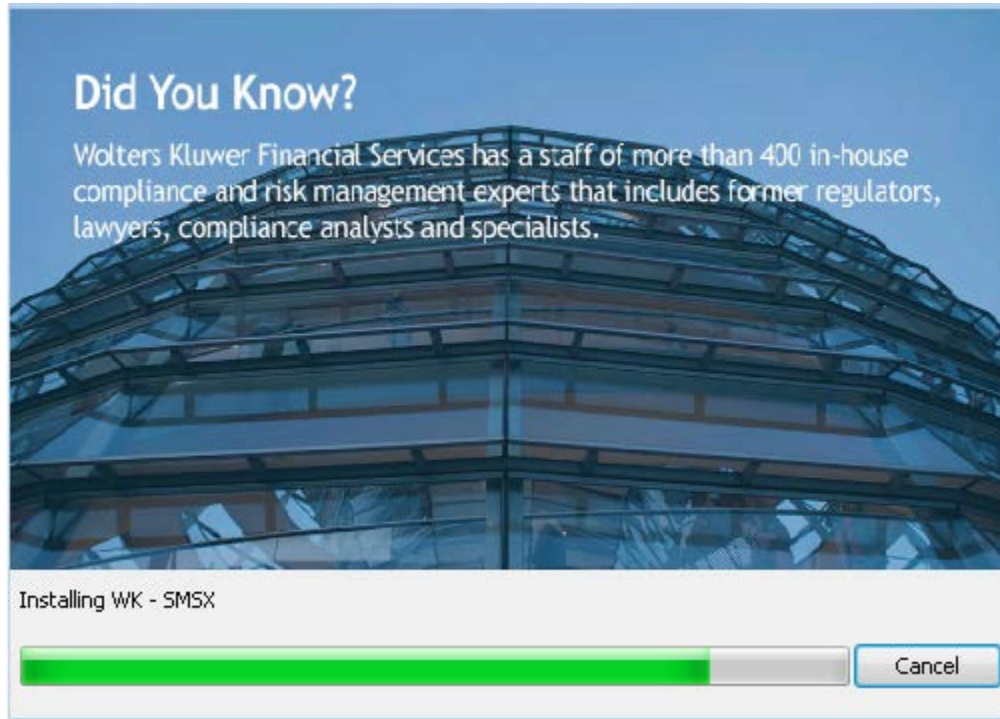 Did You Know?
Wolters Kluwer Financial Services has a staff of more than 400 in-house
compliance and risk management experts that includes former regulators,
lawyers, compliance analysts and specialists.
Installing WK - SMSX
Cancel